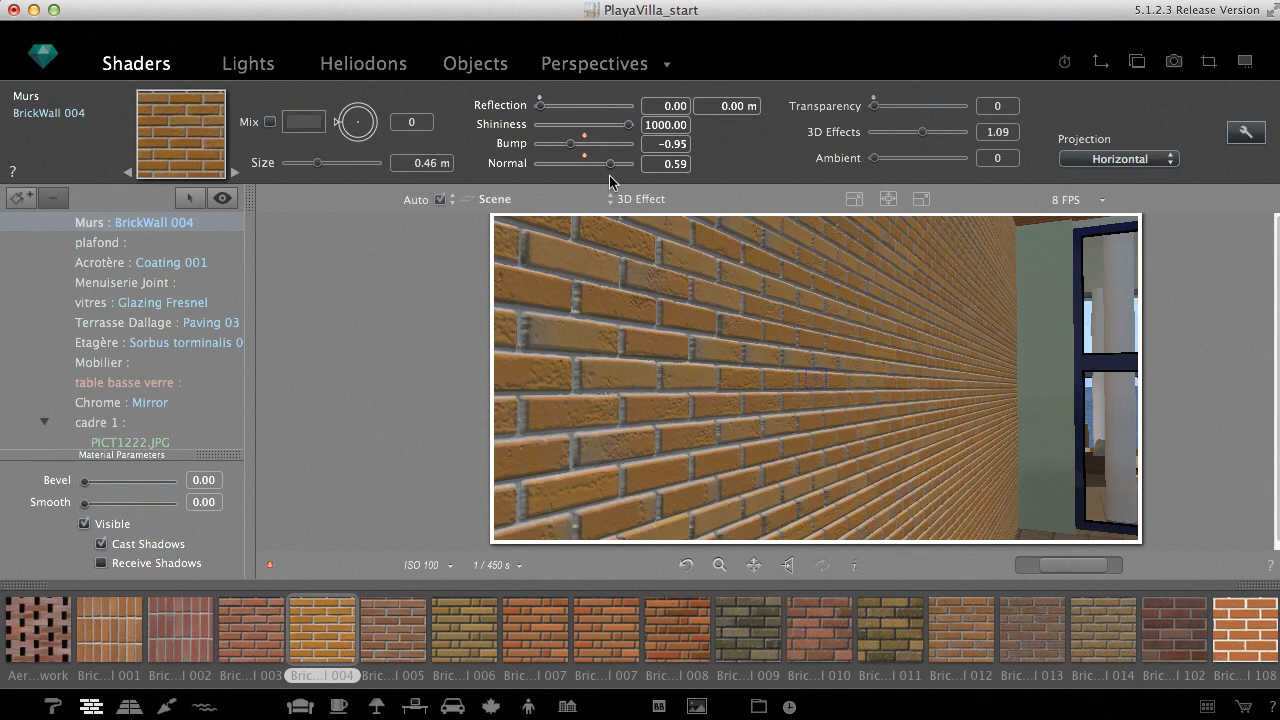 PlayaVilla_start
5.1.2.3 Release Version
Shaders
Lights
Heliodons
Objects
Perspectives
Murs
BrickWall 004
?
Mix
0
Size
0.46 m
Reflection
0.00
0.00 m
Shininess
1000.00
Bump
−0.95
Normal
0.59
Transparency
0
3D Effects
1.09
Ambient
0
Projection
Horizontal
Auto
Scene
3D Effect
8 FPS
Murs : BrickWall 004
plafond :
Acrotère : Coating 001
Menuiserie Joint :
vitres : Glazing Fresnel
Terrasse Dallage : Paving 03
Etagère : Sorbus torminalis 0
Mobilier :
table basse verre :
Chrome : Mirror
cadre 1 :
PICT1222.JPG
Material Parameters
Bevel
0.00
Smooth
0.00
Visible
Cast Shadows
Receive Shadows
ISO 100
1 / 450 s
i
?
Aer...work
Bric...l 001
Bric...l 002
Bric...l 003
Bric...l 004
Bric...l 005
Bric...l 006
Bric...l 007
Bric...l 007
Bric...l 008
Bric...l 009
Bric...l 010
Bric...l 011
Bric...l 012
Bric...l 013
Bric...l 014
Bric...l 102
Bric...l 108
?